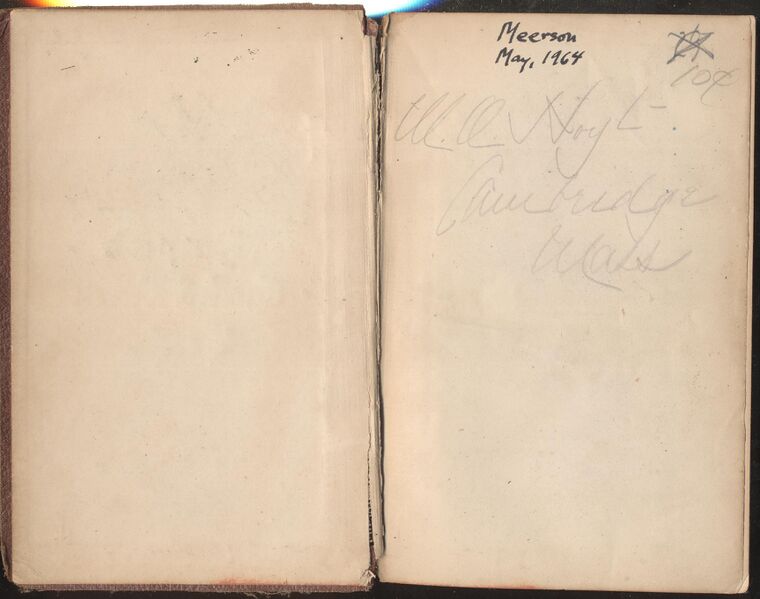 Meerson
May, 1964
10¢
Hoyt
Cambridge
Mass